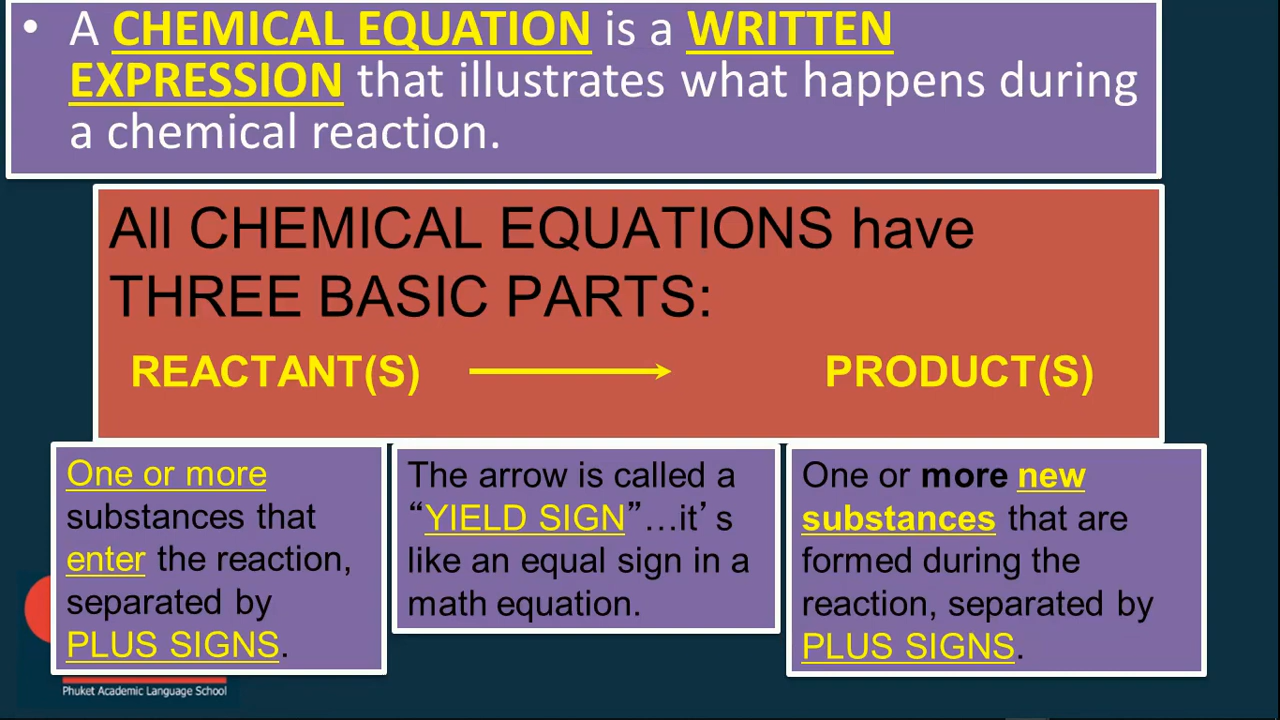 • A CHEMICAL EQUATION is a WRITTEN
EXPRESSION that illustrates what happens during
a chemical reaction.
All CHEMICAL EQUATIONS have
THREE BASIC PARTS:
REACTANT(S) → PRODUCT(S)
One or more
substances that
enter the reaction,
separated by
PLUS SIGNS.
The arrow is called a
“YIELD SIGN”…it’s
like an equal sign in a
math equation.
One or more new
substances that are
formed during the
reaction, separated by
PLUS SIGNS.
Phuket Academic Language School